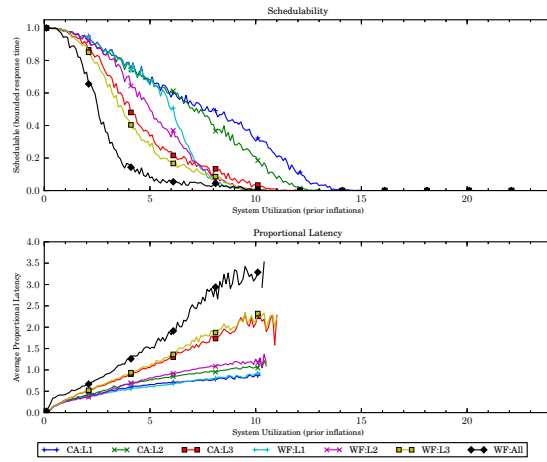 Schedulability
Schedulable (bounded response time)
1.0
0.8
0.6
0.4
0.2
0.0
0 5 10 15 20
System Utilization (prior inflations)
Proportional Latency
Average Proportional Latency
4.0
3.5
3.0
2.5
2.0
1.5
1.0
0.5
0.0
0 5 10 15 20
System Utilization (prior inflations)
CA:L1 CA:L2 CA:L3 WF:L1 WF:L2 WF:L3 WF:All